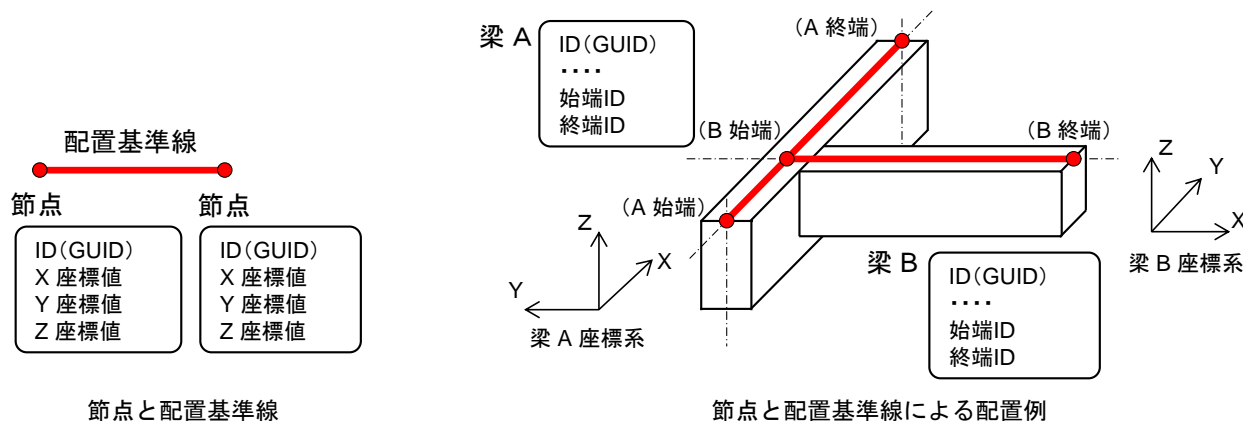 配置基準線
節点
節点
ID(GUID)
X 座標値
Y 座標値
Z 座標値
ID(GUID)
X 座標値
Y 座標値
Z 座標値
節点と配置基準線
梁 A
ID(GUID)
・・・・
始端ID
終端ID
(A 終端)
(B 始端)
(B 終端)
(A 始端)
Z
X
Y
梁 A 座標系
Z
Y
X
梁 B 座標系
梁 B
ID(GUID)
・・・・
始端ID
終端ID
節点と配置基準線による配置例